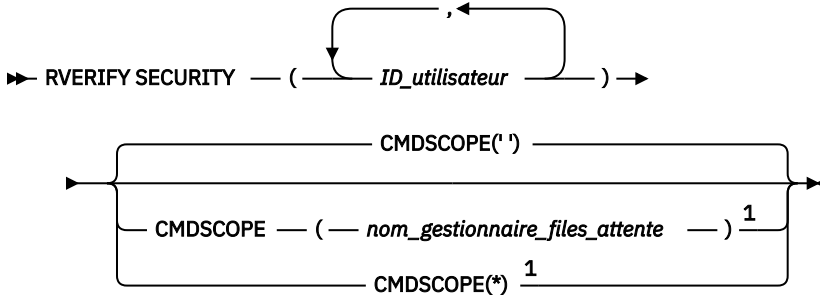 ,
RVERIFY SECURITY ( ID_utilisateur )
CMDSCOPE(' ')
CMDSCOPE ( nom_gestionnaire_files_attente ) 1
CMDSCOPE(*) 1